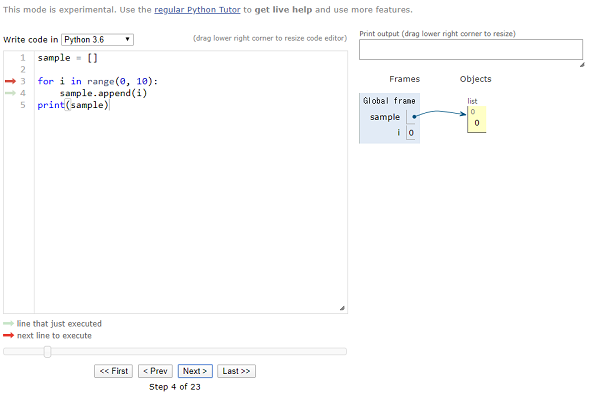 This mode is experimental. Use the regular Python Tutor to get live help and use more features.
Write code in Python 3.6
(drag lower right corner to resize code editor)
1 sample = []
2
3 for i in range(0, 10):
4     sample.append(i)
5 print(sample)
line that just executed
next line to execute
<< First < Prev Next > Last >>
Step 4 of 23
Print output (drag lower right corner to resize)
Frames Objects
Global frame
sample
i 0
list
0
0